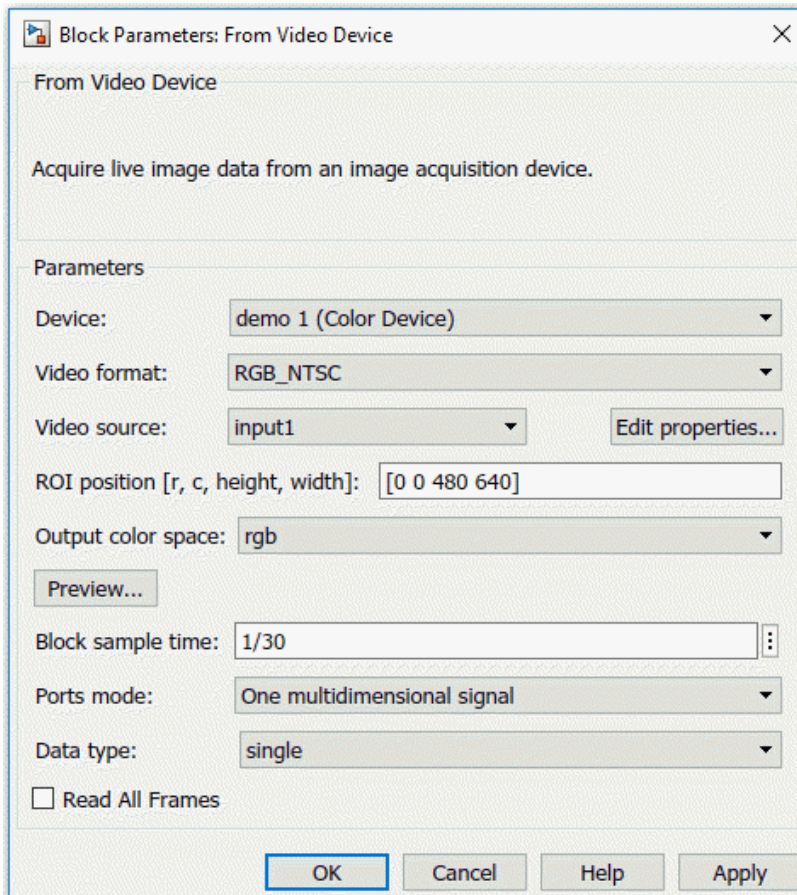 Block Parameters: From Video Device
From Video Device
Acquire live image data from an image acquisition device.
Parameters
Device: demo 1 (Color Device)
Video format: RGB_NTSC
Video source: input1 Edit properties...
ROI position [r, c, height, width]: [0 0 480 640]
Output color space: rgb
Preview...
Block sample time: 1/30
Ports mode: One multidimensional signal
Data type: single
Read All Frames
OK Cancel Help Apply